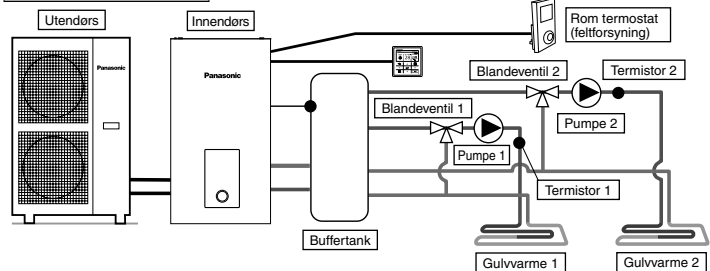 Utendørs
Innendørs
Rom termostat
(feltforsyning)
Panasonic
Panasonic
Blandeventil 2
Termistor 2
Blandeventil 1
Pumpe 2
Pumpe 1
Termistor 1
Buffertank
Gulvvarme 1
Gulvvarme 2